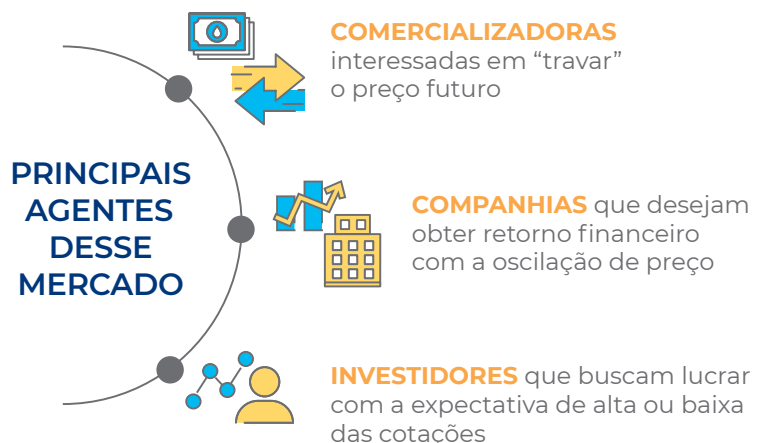 PRINCIPAIS
AGENTES
DESSE
MERCADO
COMERCIALIZADORAS
interessadas em “travar”
o preço futuro
COMPANHIAS que desejam
obter retorno financeiro
com a oscilação de preço
INVESTIDORES que buscam lucrar
com a expectativa de alta ou baixa
das cotações